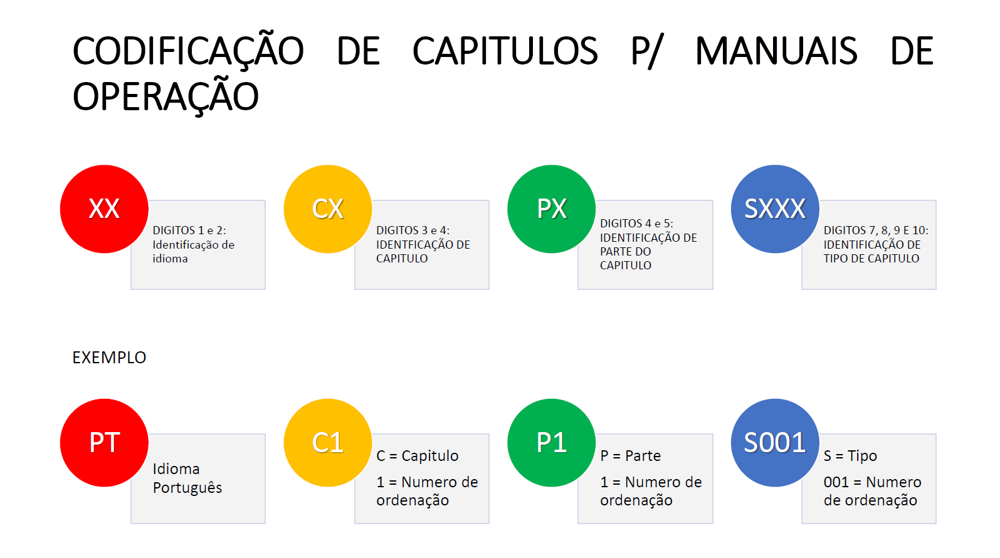 CODIFICAÇÃO DE CAPITULOS P/ MANUAIS DE
OPERAÇÃO
XX
DIGITOS 1 e 2:
Identificação de
idioma
CX
DIGITOS 3 e 4:
IDENTFICAÇÃO DE
CAPITULO
PX
DIGITOS 4 e 5:
IDENTIFICAÇÃO DE
PARTE DO
CAPITULO
SXXX
DIGITOS 7, 8, 9 E 10:
IDENTIFICAÇÃO DE
TIPO DE CAPITULO
EXEMPLO
PT
Idioma
Português
C1
C = Capitulo
1 = Numero de
ordenação
P1
P = Parte
1 = Numero de
ordenação
S001
S = Tipo
001 = Numero
de ordenação